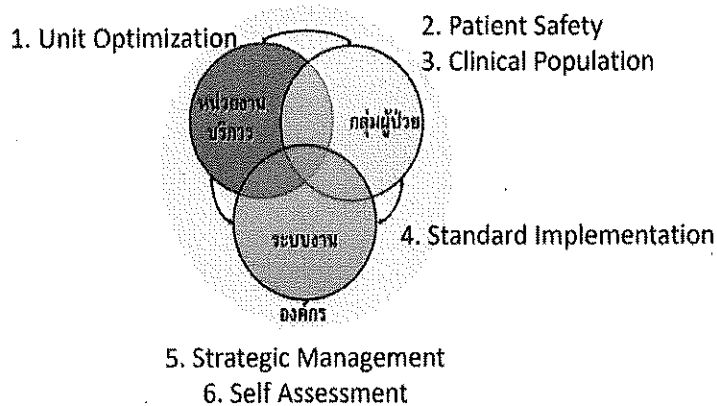 1. Unit Optimization
2. Patient Safety
3. Clinical Population
หน่วยงาน
บริการ
กลุ่มผู้ป่วย
4. Standard Implementation
ระบบงาน
องค์กร
5. Strategic Management
6. Self Assessment